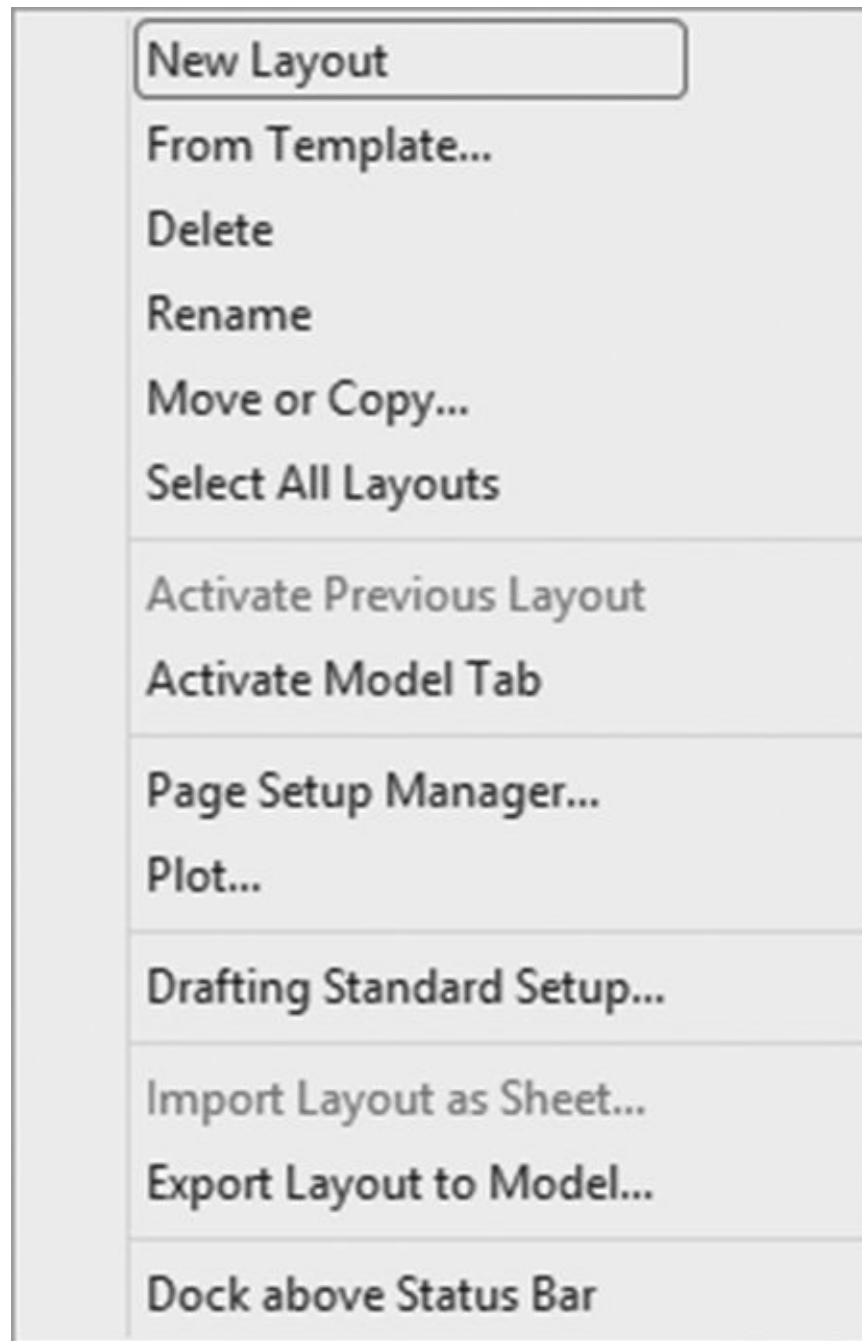 New Layout
From Template...
Delete
Rename
Move or Copy...
Select All Layouts
Activate Previous Layout
Activate Model Tab
Page Setup Manager...
Plot...
Drafting Standard Setup...
Import Layout as Sheet...
Export Layout to Model...
Dock above Status Bar